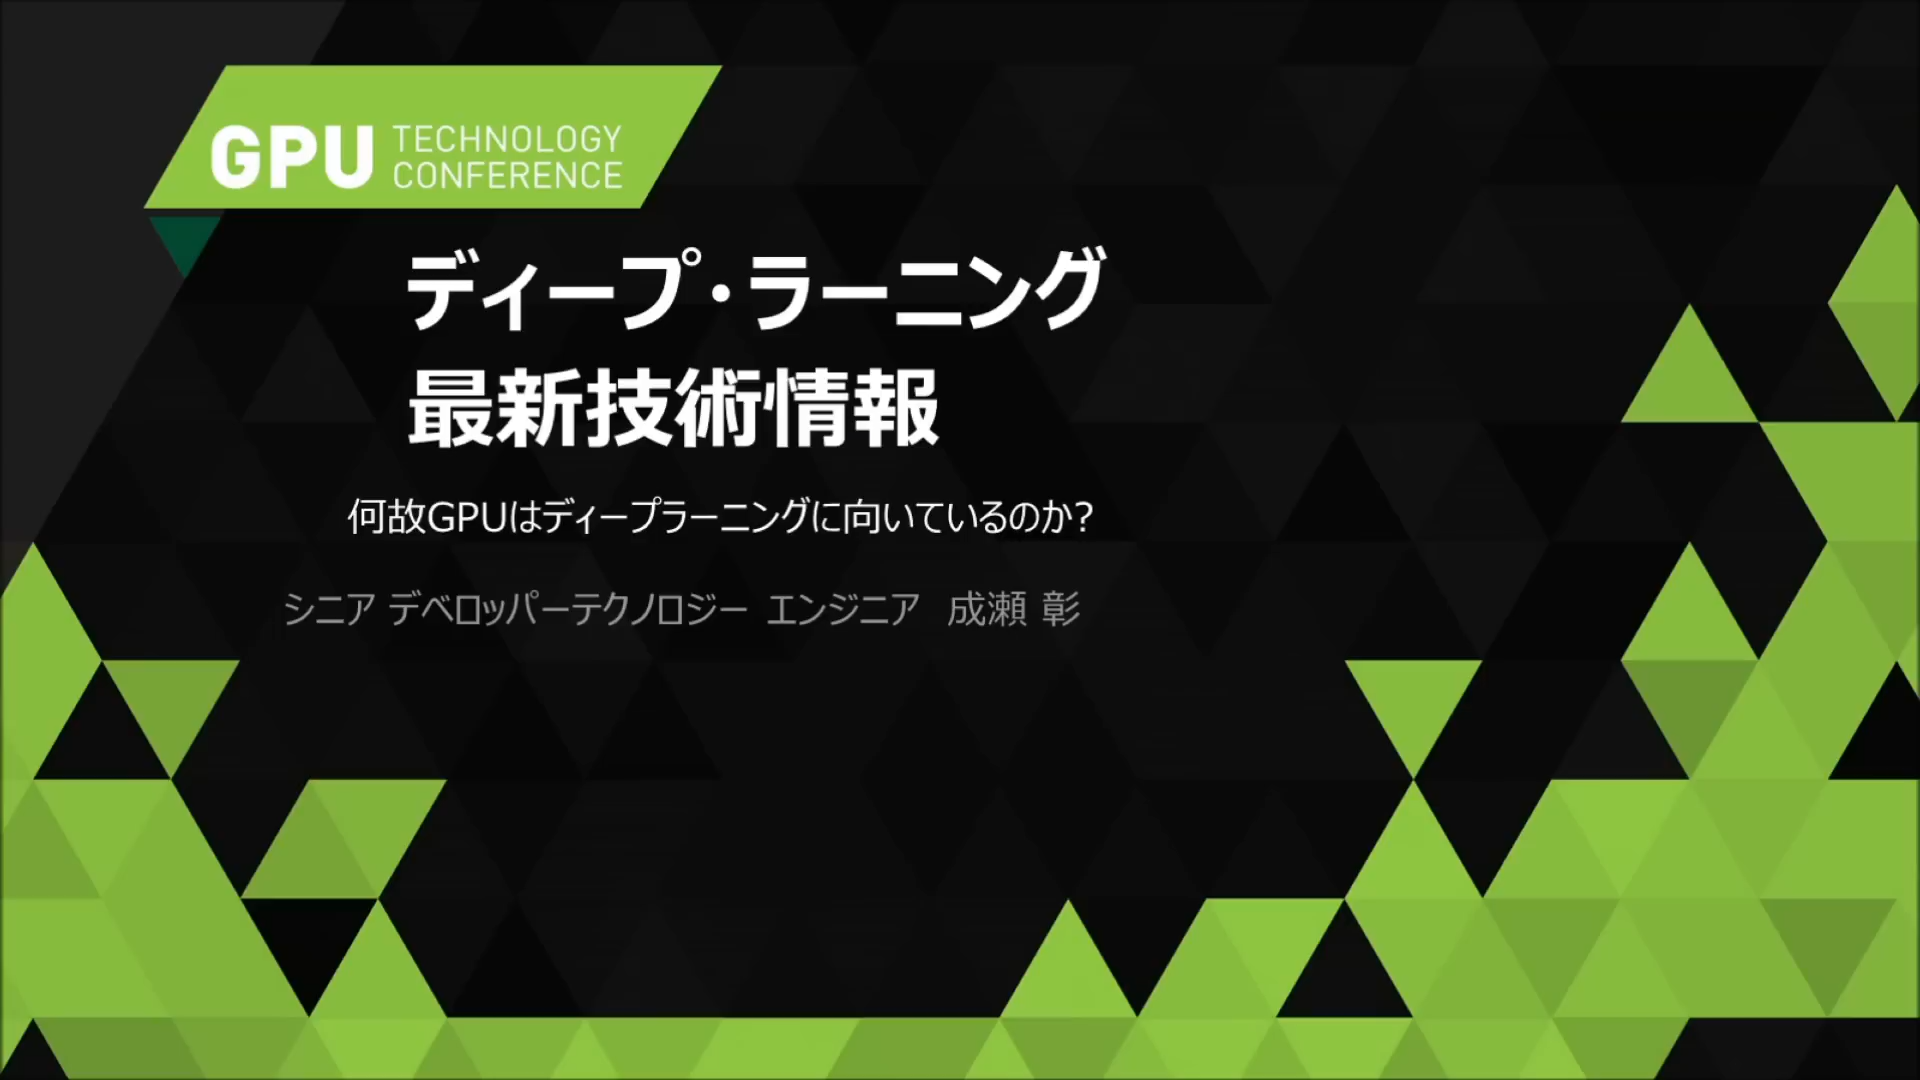 GPU TECHNOLOGY CONFERENCE
ディープ・ラーニング
最新技術情報
何故GPUはディープラーニングに向いているのか?
シニア デベロッパーテクノロジー エンジニア 成瀬 彰